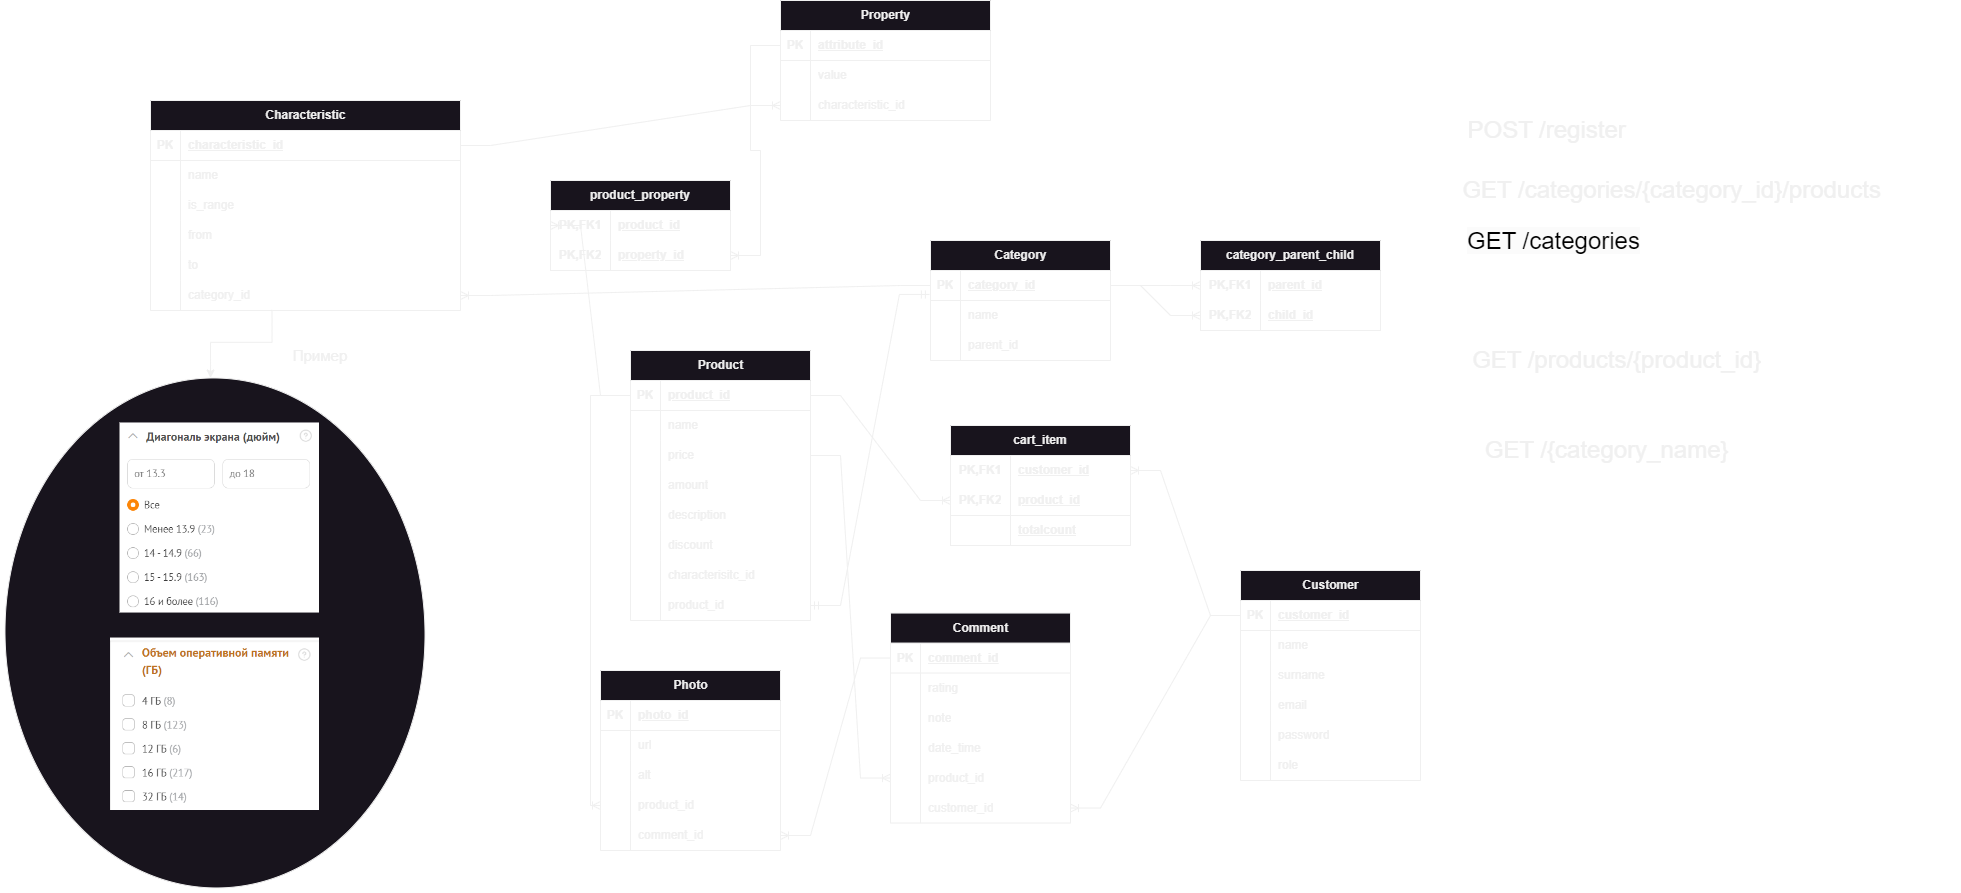 Property
PK attribute_id
value
characteristic_id
Characteristic
PK characteristic_id
name
is_range
from
to
category_id
product_property
PK,FK1 product_id
PK,FK2 property_id
Category
PK category_id
name
parent_id
category_parent_child
PK,FK1 parent_id
PK,FK2 child_id
POST /register
GET /categories/{category_id}/products
GET /categories
GET /products/{product_id}
GET /{category_name}
Пример
Диагональ экрана (дюйм) ?
от 13.3 до 18
Все
Менее 13.9 (23)
14 - 14.9 (66)
15 - 15.9 (163)
16 и более (116)
Объем оперативной памяти ?
(ГБ)
4 ГБ (8)
8 ГБ (123)
12 ГБ (6)
16 ГБ (217)
32 ГБ (14)
Product
PK product_id
name
price
amount
description
discount
characterisitc_id
product_id
cart_item
PK,FK1 customer_id
PK,FK2 product_id
totalcount
Customer
PK customer_id
name
surname
email
password
role
Comment
PK comment_id
rating
note
date_time
product_id
customer_id
Photo
PK photo_id
url
alt
product_id
comment_id